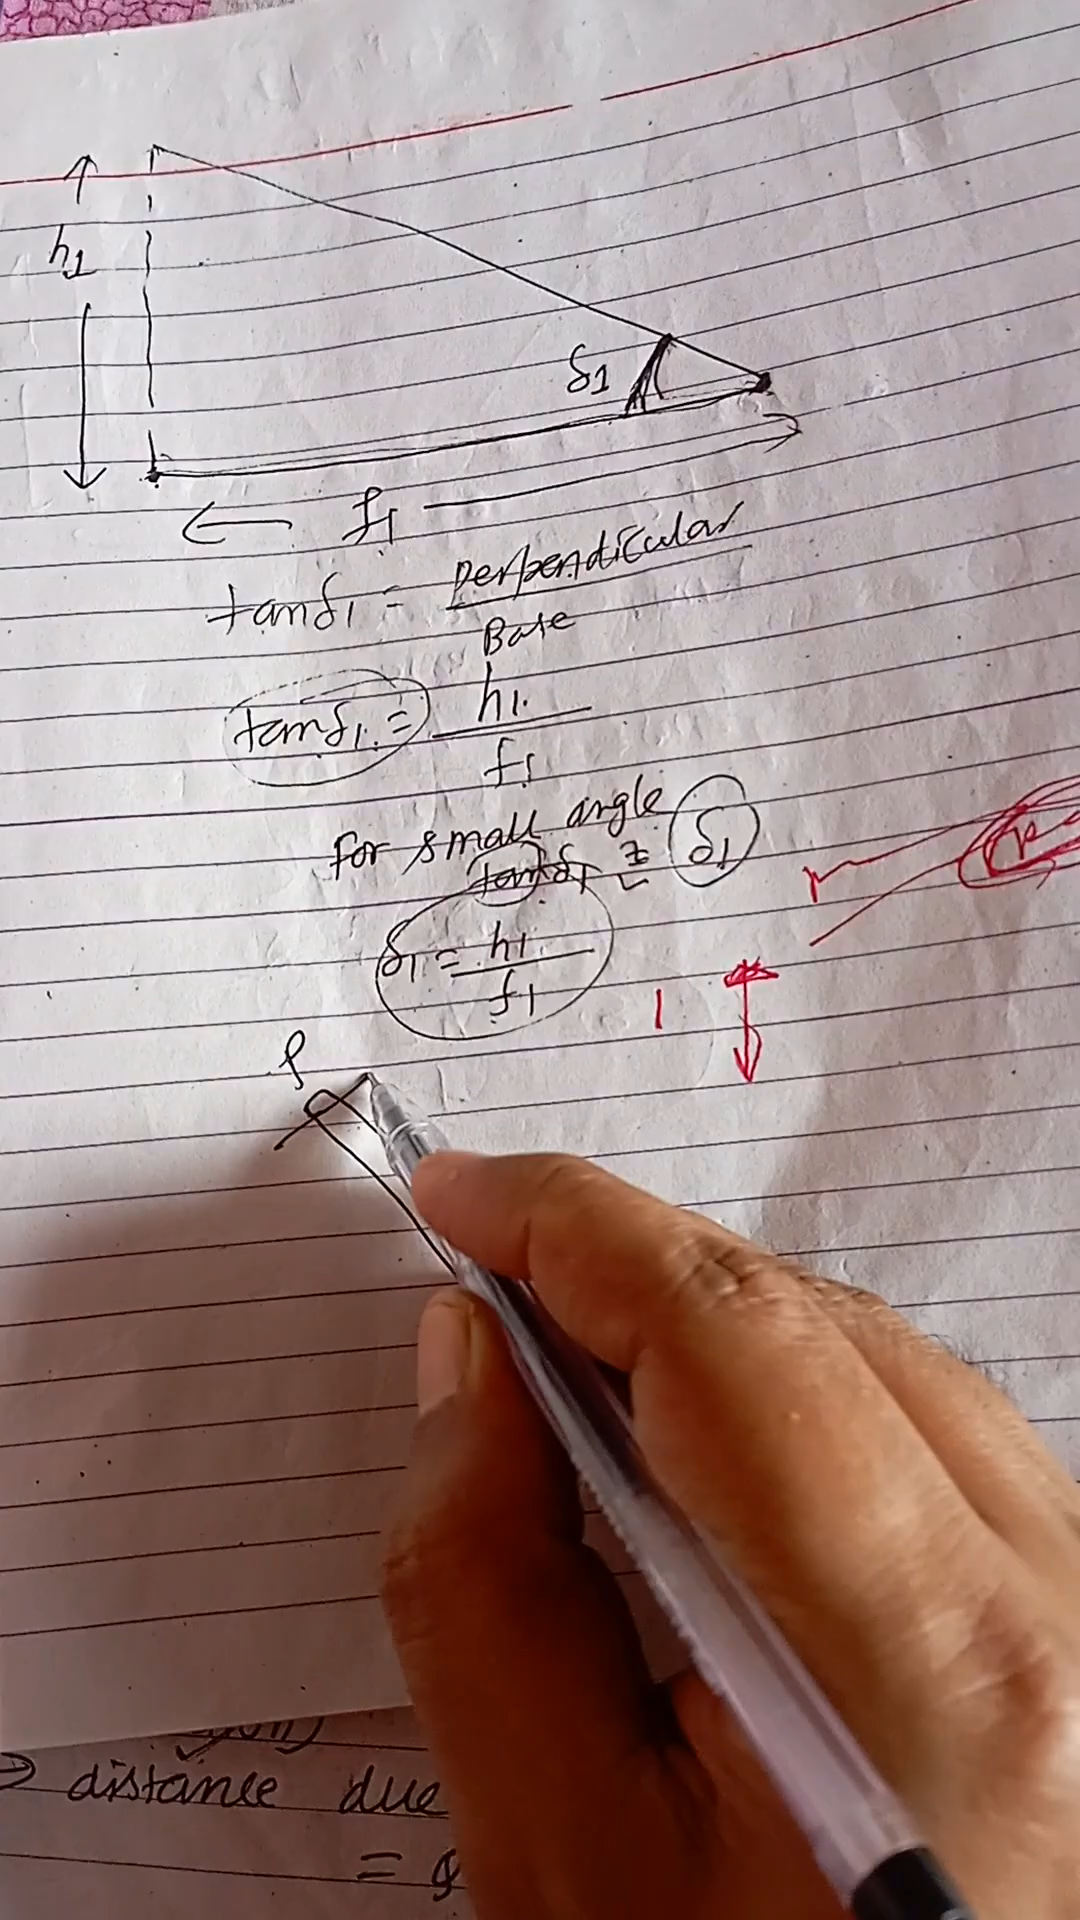 h1
δ1
f1
tanδ1 = Perpendicular
Base
tanδ1 = h1
f1
for small angle
tanδ1 ≈ δ1
δ1 = h1
f1
1
P
⇒ distance due
=